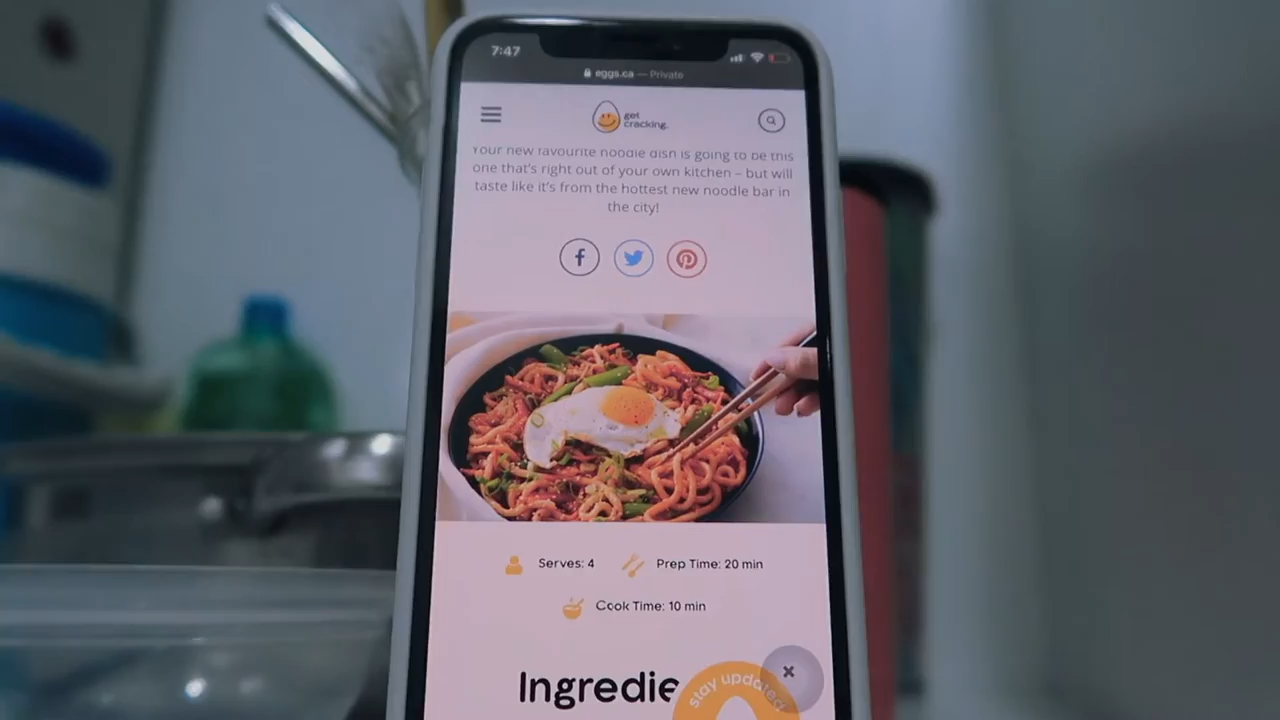 7:47
eggs.ca — Private
get
cracking.
Your new favourite noodle dish is going to be this
one that's right out of your own kitchen – but will
taste like it's from the hottest new noodle bar in
the city!
Serves: 4 Prep Time: 20 min
Cook Time: 10 min
Ingredie
stay updated